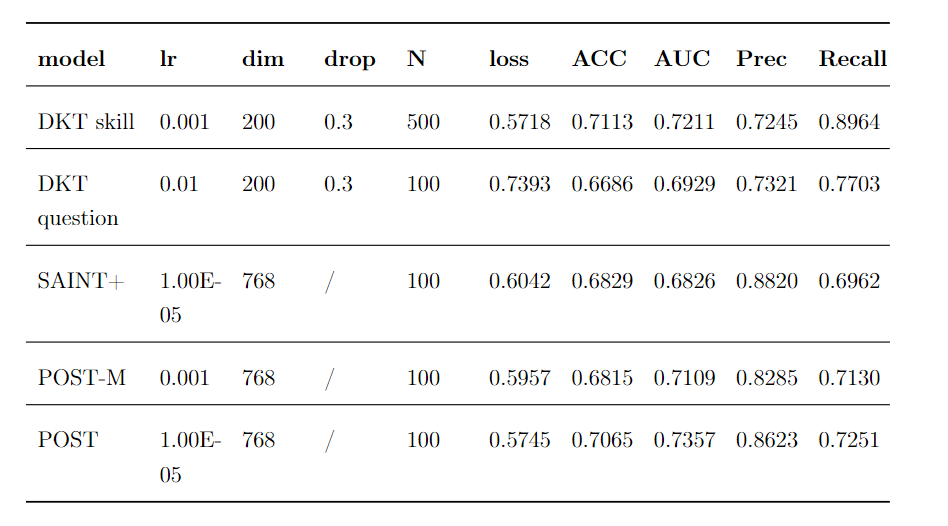 model lr dim drop N loss ACC AUC Prec Recall
DKT skill 0.001 200 0.3 500 0.5718 0.7113 0.7211 0.7245 0.8964
DKT 0.01 200 0.3 100 0.7393 0.6686 0.6929 0.7321 0.7703
question
SAINT+ 1.00E- 768 / 100 0.6042 0.6829 0.6826 0.8820 0.6962
05
POST-M 0.001 768 / 100 0.5957 0.6815 0.7109 0.8285 0.7130
POST 1.00E- 768 / 100 0.5745 0.7065 0.7357 0.8623 0.7251
05